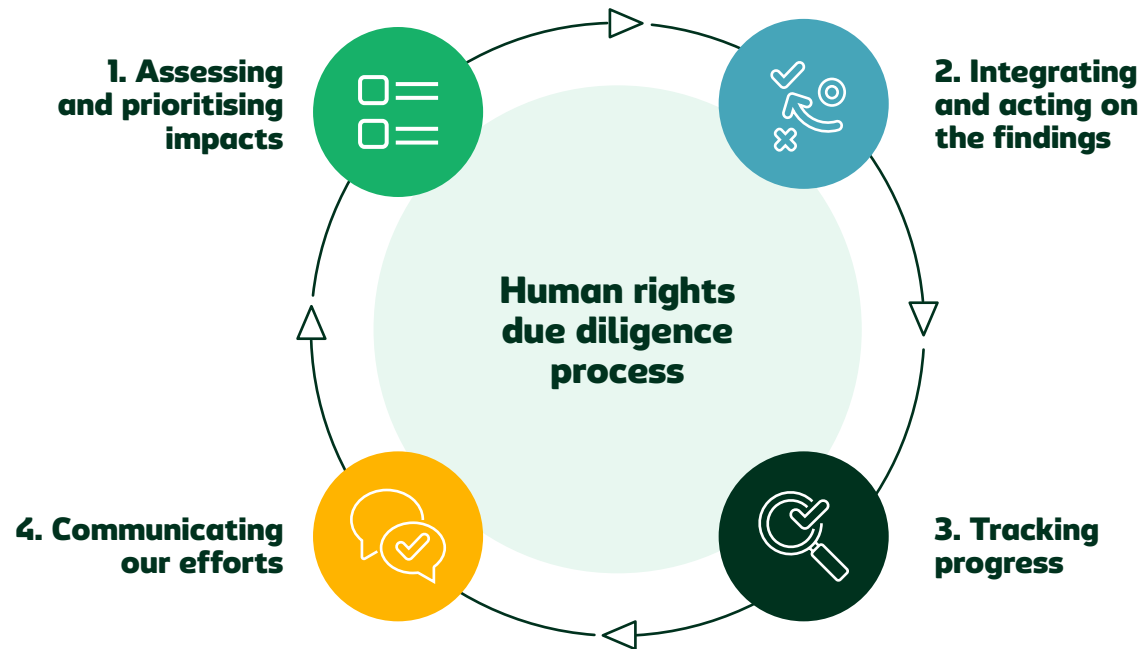 1. Assessing
and prioritising
impacts
2. Integrating
and acting on
the findings
Human rights
due diligence
process
3. Tracking
progress
4. Communicating
our efforts